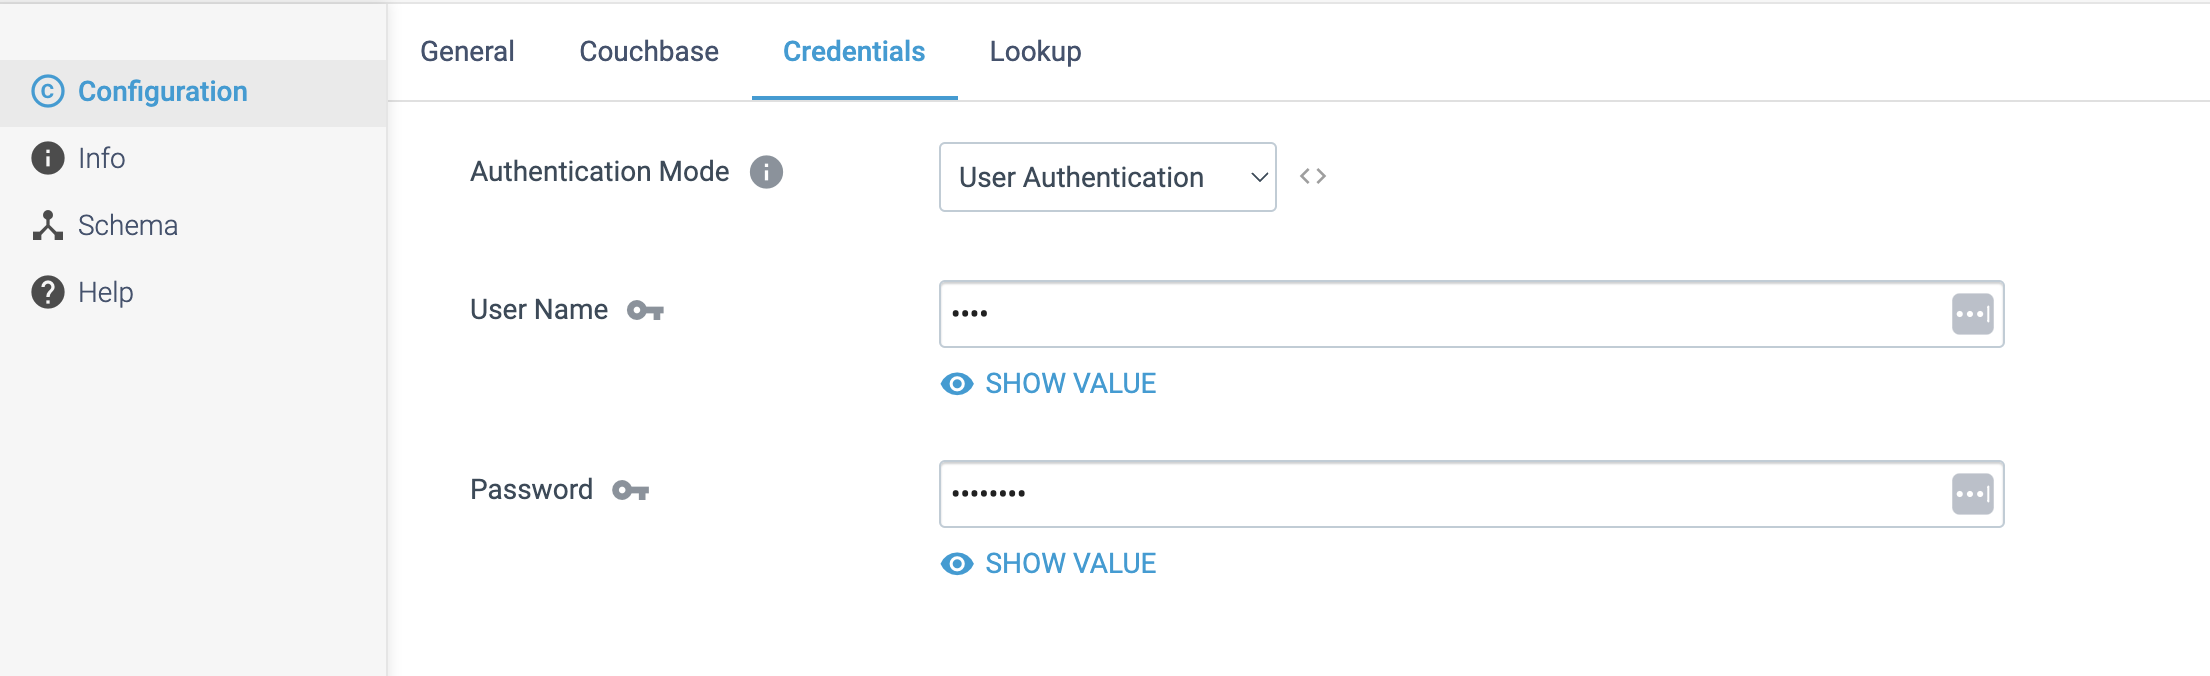 General Couchbase Credentials Lookup
Configuration
Info
Schema
Help
Authentication Mode
User Authentication
User Name
••••
SHOW VALUE
Password
••••••••
SHOW VALUE